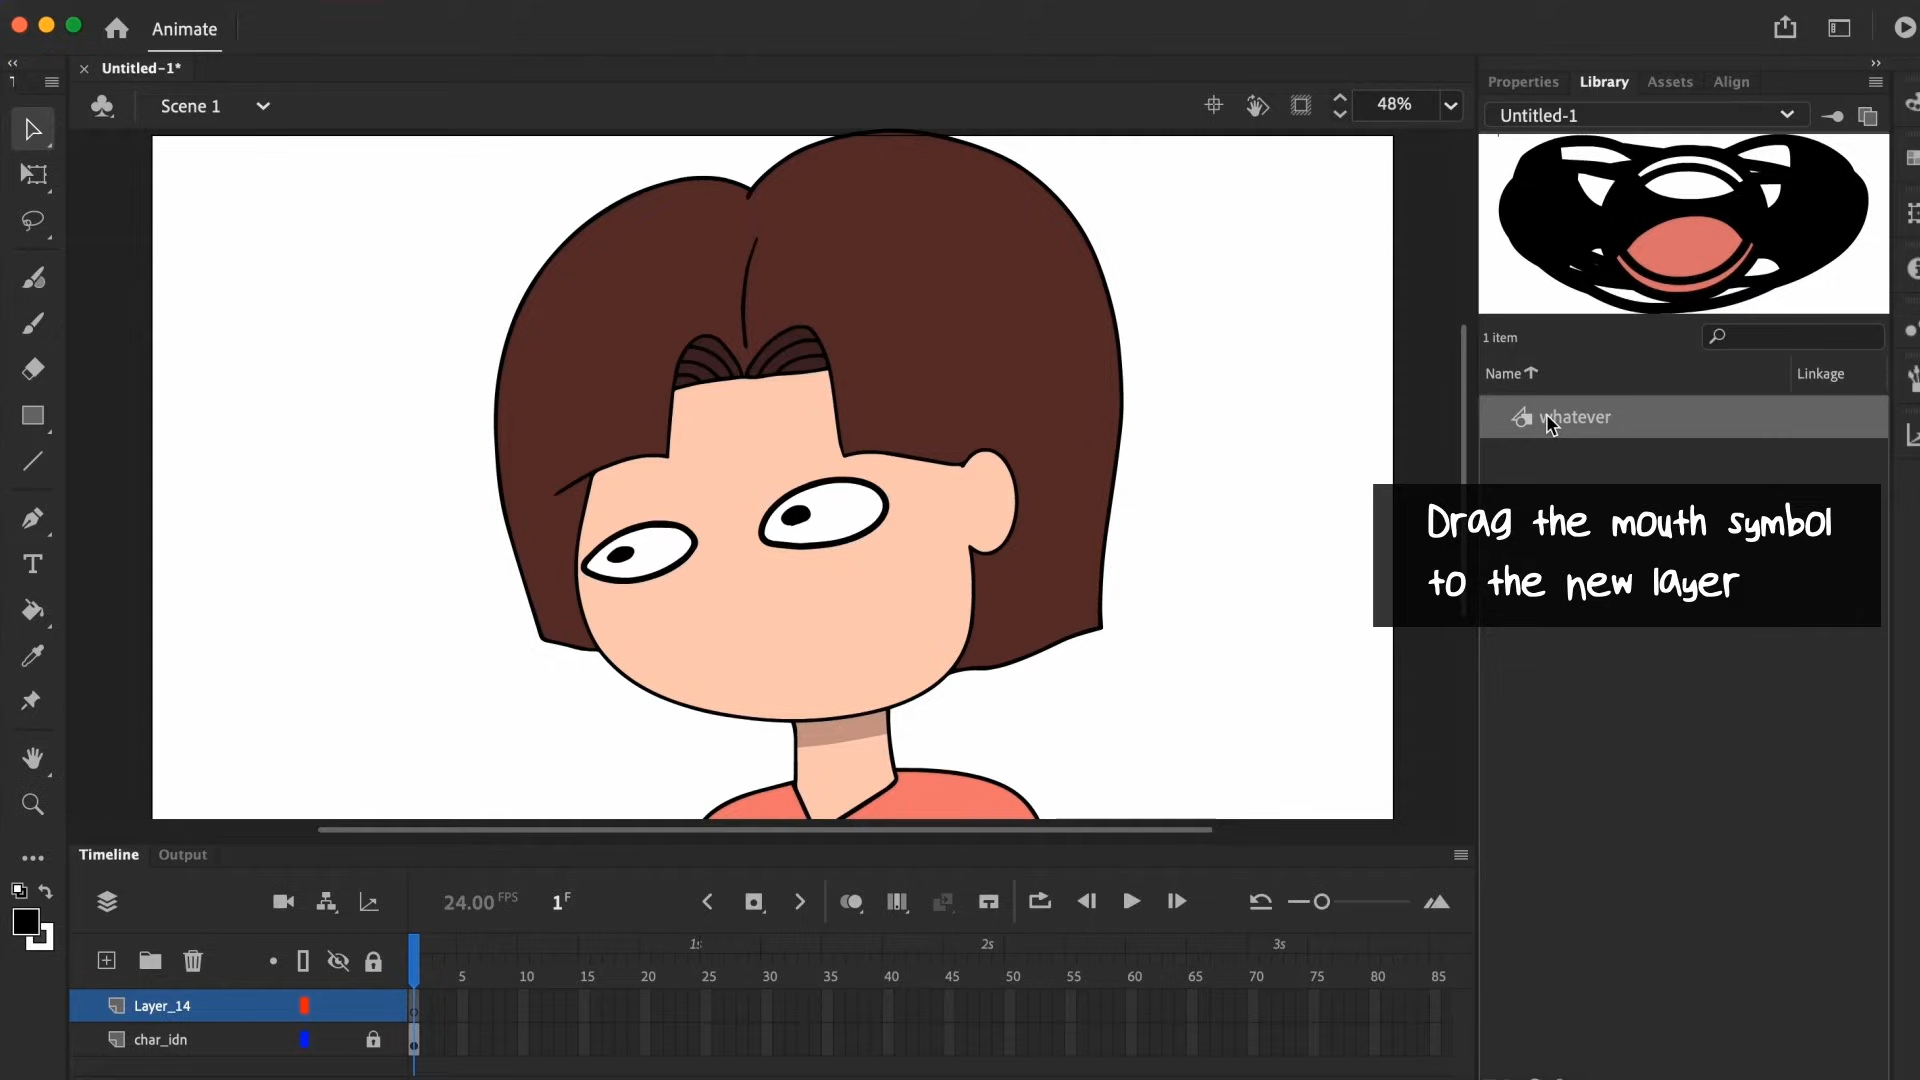 Animate
Untitled-1*
Scene 1
48%
Properties Library Assets Align
Untitled-1
1 item
Name Linkage
whatever
Drag the mouth symbol
to the new layer
Timeline Output
24.00 FPS 1 F
1s 2s 3s
5 10 15 20 25 30 35 40 45 50 55 60 65 70 75 80 85
Layer_14
char_idn